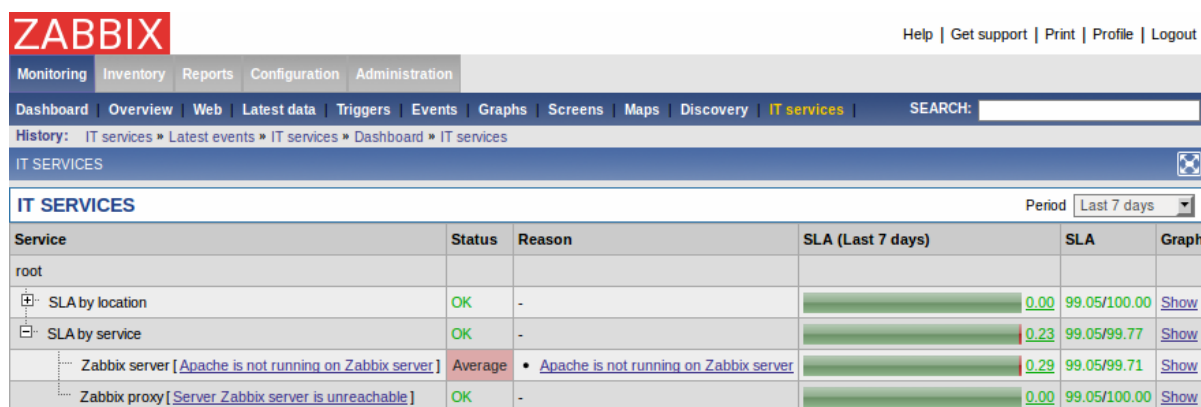 ZABBIX
Help | Get support | Print | Profile | Logout
Monitoring Inventory Reports Configuration Administration
Dashboard | Overview | Web | Latest data | Triggers | Events | Graphs | Screens | Maps | Discovery | IT services | SEARCH:
History: IT services » Latest events » IT services » Dashboard » IT services
IT SERVICES
IT SERVICES Period Last 7 days
Service Status Reason SLA (Last 7 days) SLA Graph
root
SLA by location OK - 0.00 99.05/100.00 Show
SLA by service OK - 0.23 99.05/99.77 Show
Zabbix server [Apache is not running on Zabbix server] Average • Apache is not running on Zabbix server 0.29 99.05/99.71 Show
Zabbix proxy [Server Zabbix server is unreachable] OK - 0.00 99.05/100.00 Show